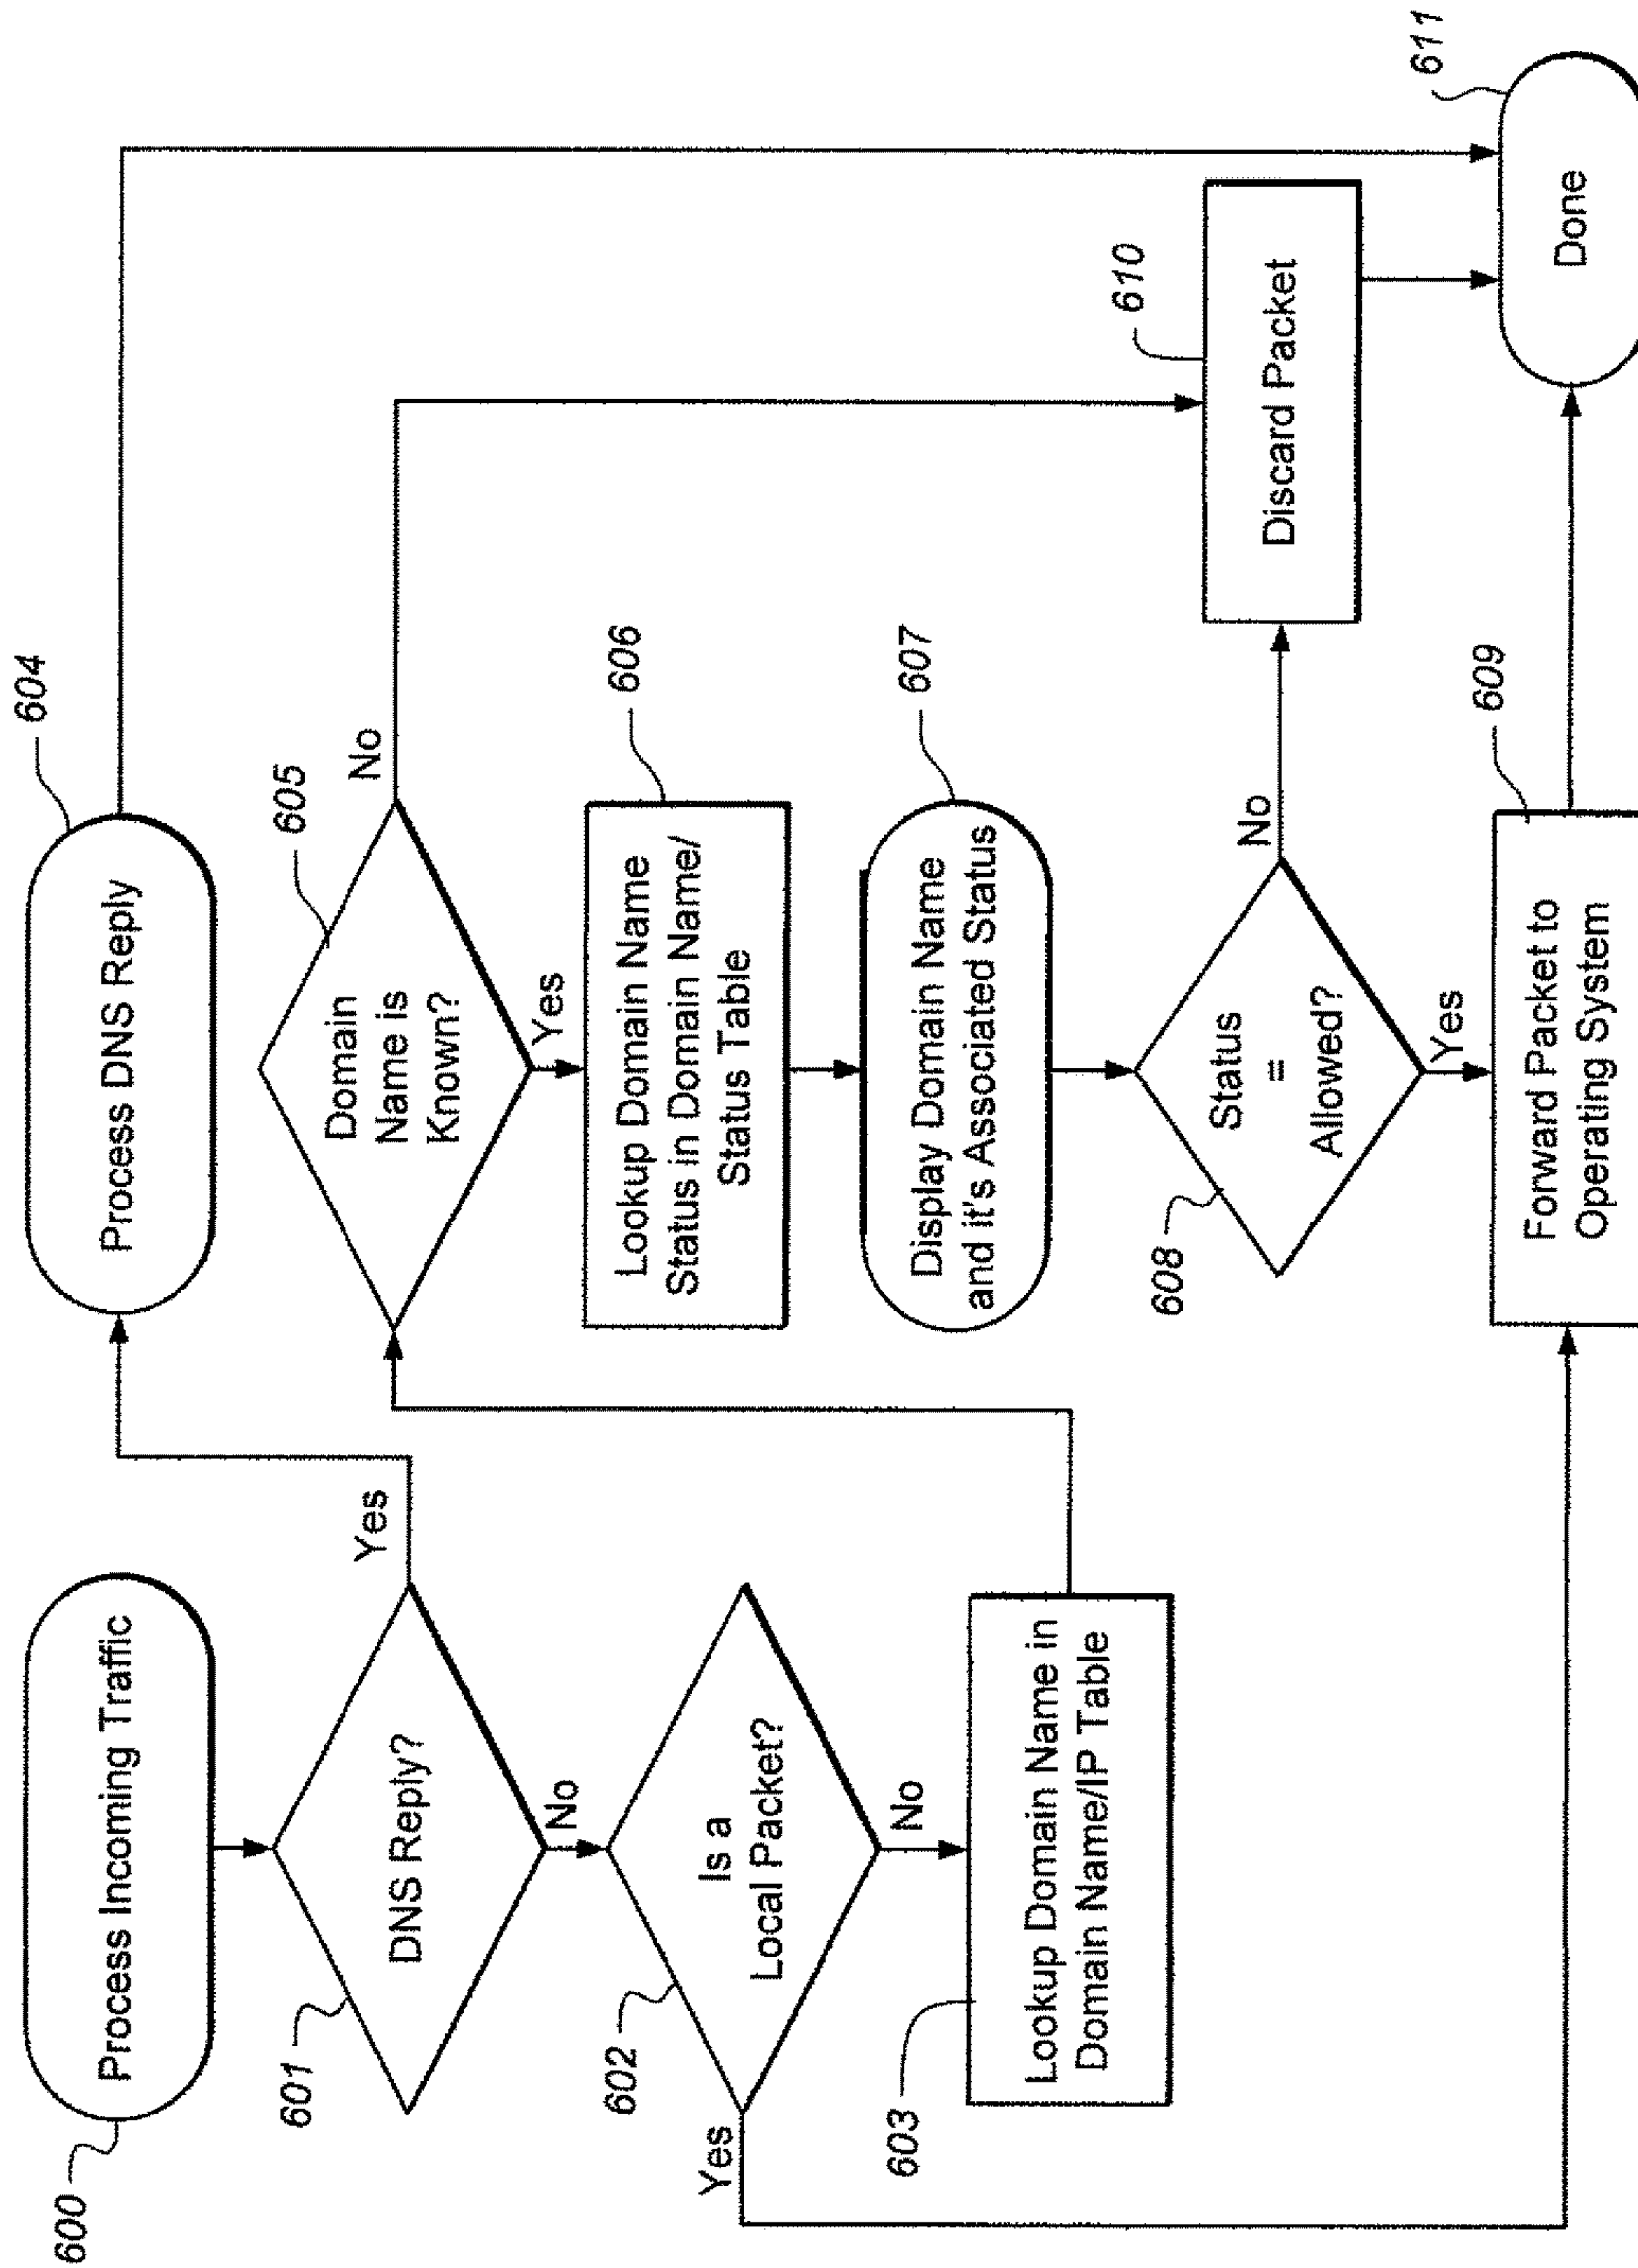 600
Process Incoming Traffic
601
DNS Reply?
Yes
No
602
Is a
Local Packet?
Yes
No
603
Lookup Domain Name in
Domain Name/IP Table
604
Process DNS Reply
605
Domain
Name is
Known?
No
Yes
606
Lookup Domain Name
Status in Domain Name/
Status Table
607
Display Domain Name
and it's Associated Status
608
Status
=
Allowed?
No
Yes
609
Forward Packet to
Operating System
610
Discard Packet
611
Done